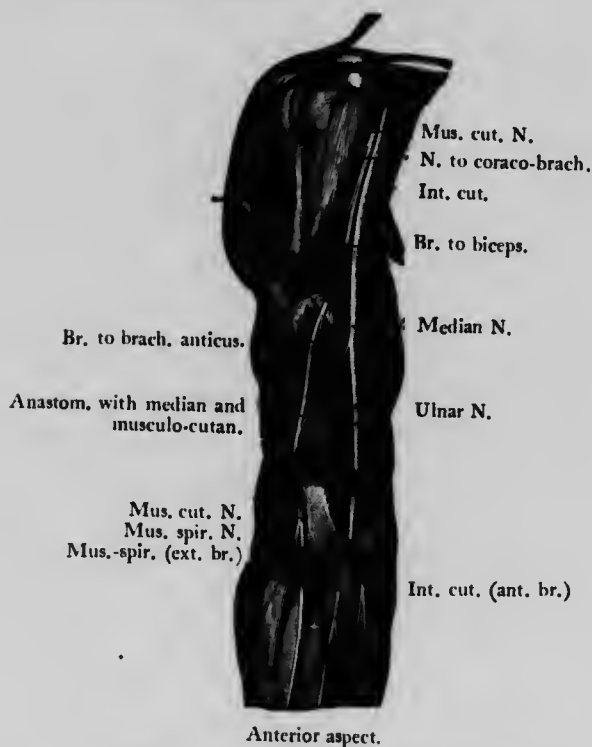 Mus. cut. N.
N. to coraco-brach.
Int. cut.
Br. to biceps.
Median N.
Br. to brach. anticus.
Anastom. with median and
musculo-cutan.
Ulnar N.
Mus. cut. N.
Mus. spir. N.
Mus.-spir. (ext. br.)
Int. cut. (ant. br.)
Anterior aspect.